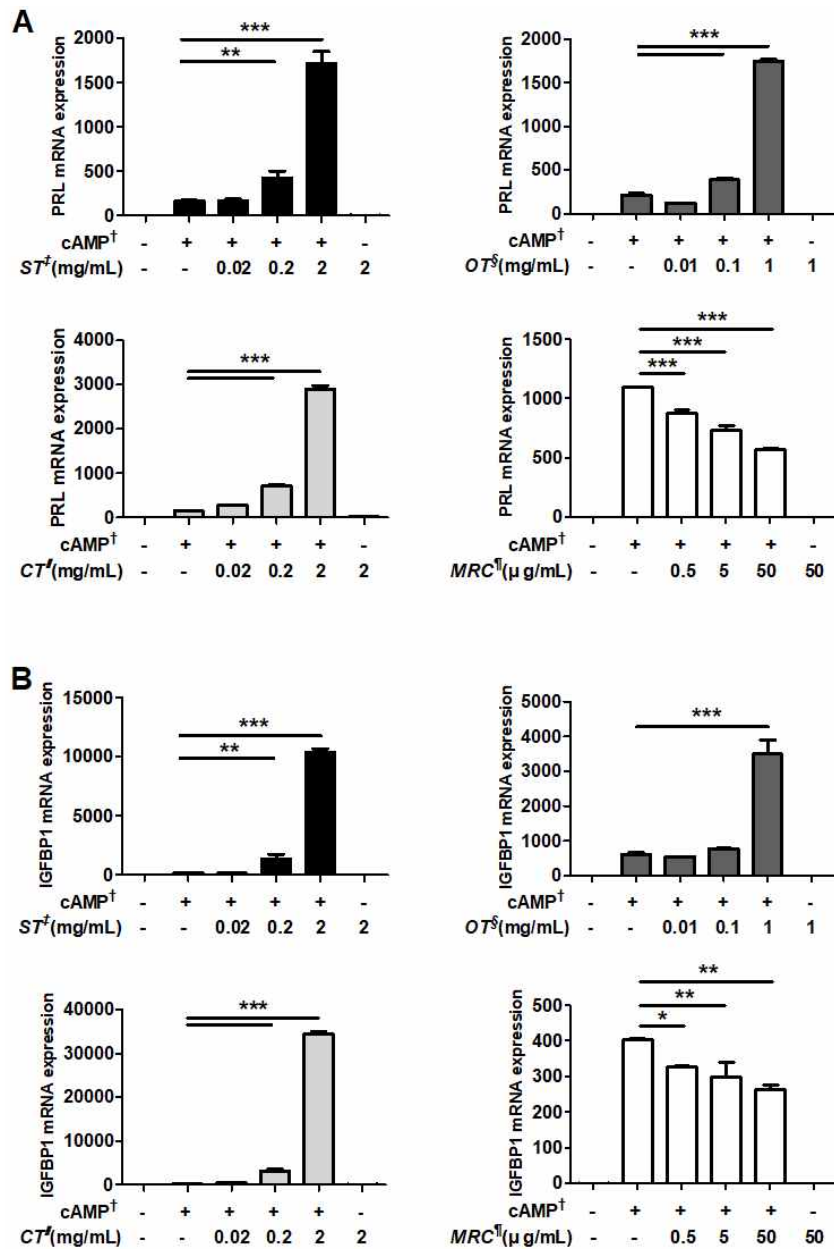 A
PRL mRNA expression
2000
1500
1000
500
0
***
**
cAMP† - + + + + -
ST‡(mg/mL) - - 0.02 0.2 2 2
PRL mRNA expression
2000
1500
1000
500
0
***
cAMP† - + + + + -
OT§(mg/mL) - - 0.01 0.1 1 1
PRL mRNA expression
4000
3000
2000
1000
0
***
cAMP† - + + + + -
CT∥(mg/mL) - - 0.02 0.2 2 2
PRL mRNA expression
1500
1000
500
0
***
***
***
cAMP† - + + + + -
MRC¶(µ g/mL) - - 0.5 5 50 50
B
IGFBP1 mRNA expression
15000
10000
5000
0
***
**
cAMP† - + + + + -
ST‡(mg/mL) - - 0.02 0.2 2 2
IGFBP1 mRNA expression
5000
4000
3000
2000
1000
0
***
cAMP† - + + + + -
OT§(mg/mL) - - 0.01 0.1 1 1
IGFBP1 mRNA expression
40000
30000
20000
10000
0
***
cAMP† - + + + + -
CT∥(mg/mL) - - 0.02 0.2 2 2
IGFBP1 mRNA expression
500
400
300
200
100
0
**
**
*
cAMP† - + + + + -
MRC¶(µ g/mL) - - 0.5 5 50 50